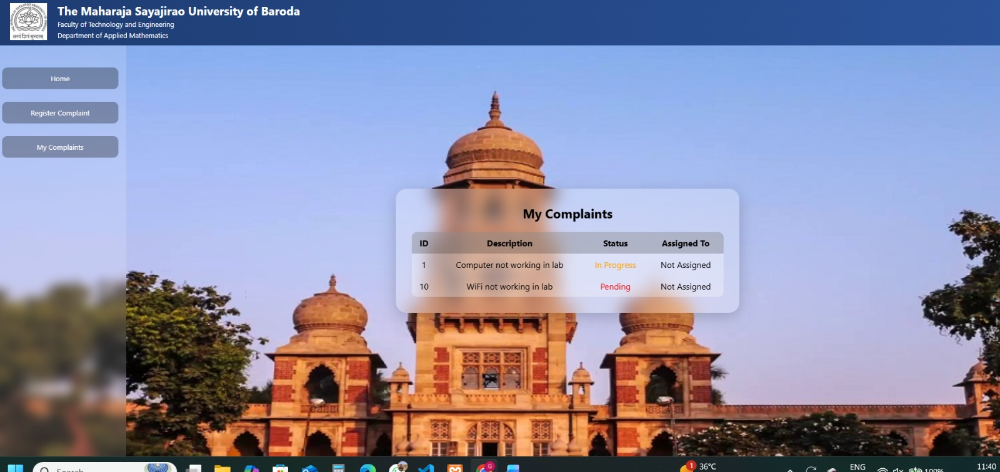 The Maharaja Sayajirao University of Baroda
Faculty of Technology and Engineering
Department of Applied Mathematics
सत्यं शिवं सुन्दरम्
Home
Register Complaint
My Complaints
My Complaints
ID Description Status Assigned To
1 Computer not working in lab In Progress Not Assigned
10 WiFi not working in lab Pending Not Assigned
Search
1 36°C
ENG
100%
11:40